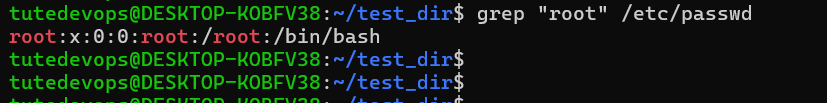 tutedevops@DESKTOP-KOBFV38:~/test_dir$ grep "root" /etc/passwd
root:x:0:0:root:/root:/bin/bash
tutedevops@DESKTOP-KOBFV38:~/test_dir$
tutedevops@DESKTOP-KOBFV38:~/test_dir$
tutedevops@DESKTOP-KOBFV38:~/test_dir$